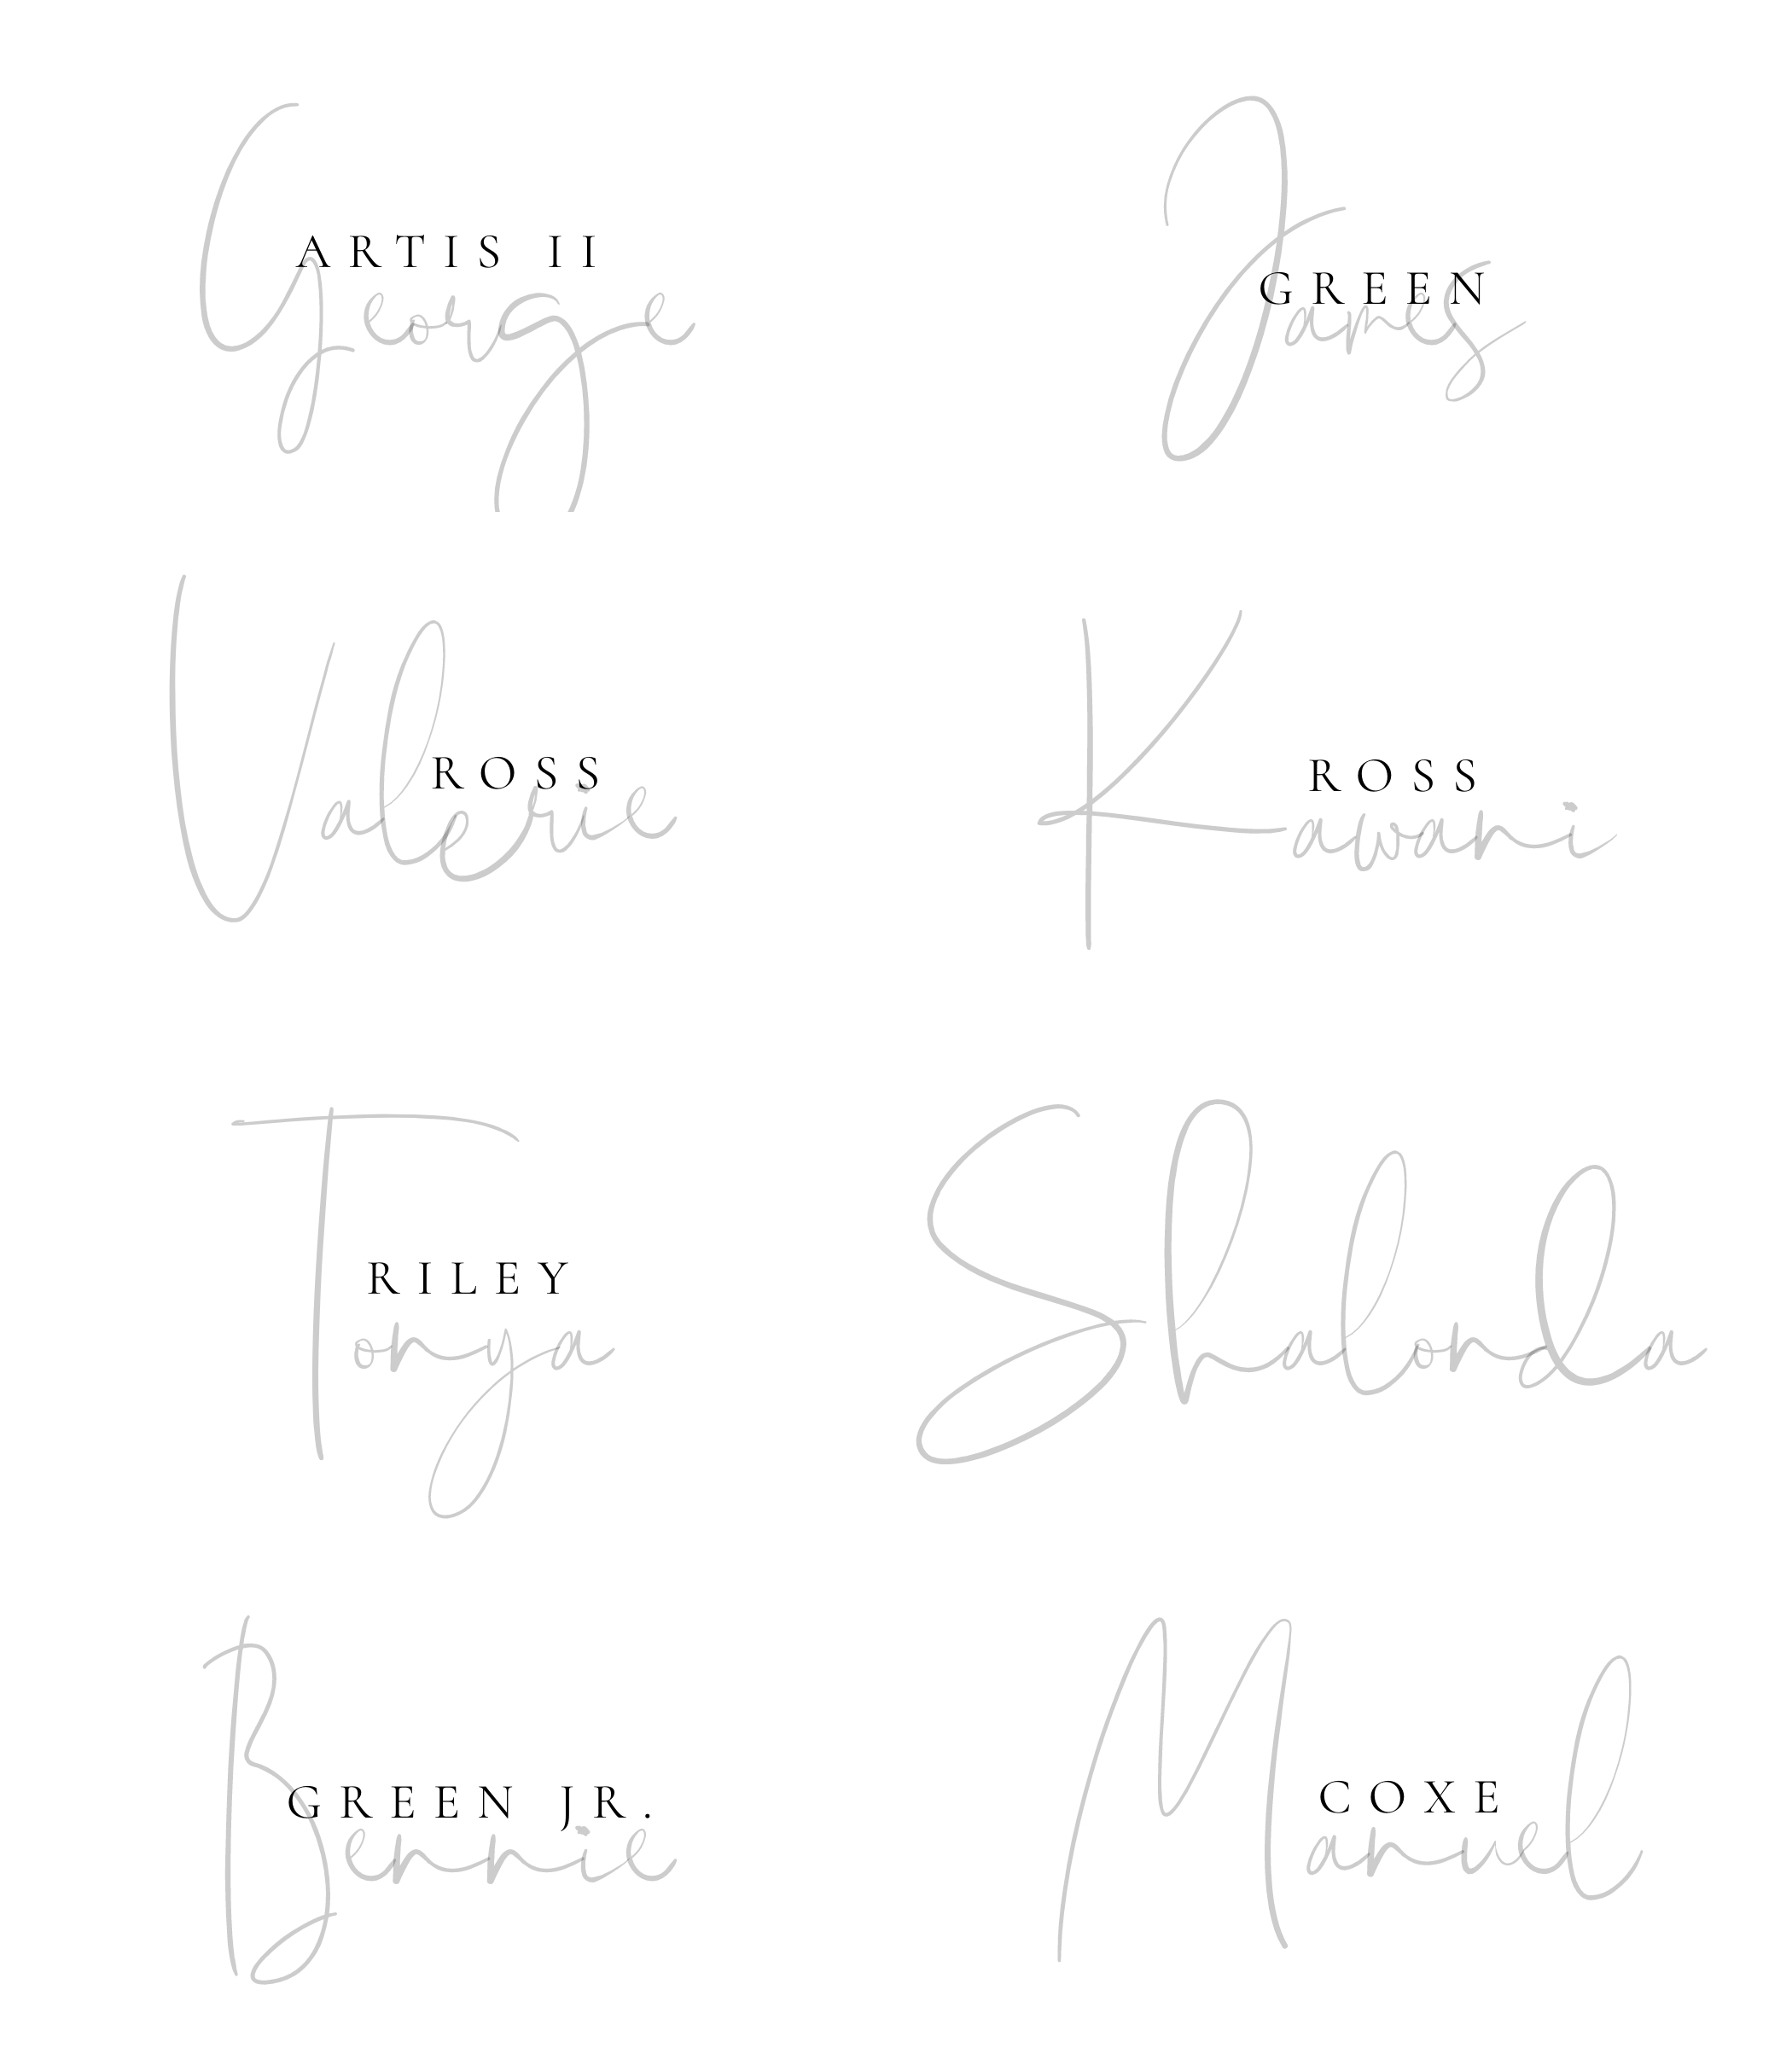 George
ARTIS II
James
GREEN
Valerie
ROSS
Kawani
ROSS
Tonya
RILEY
Shalonda
Bennie
GREEN JR.
Manuel
COXE